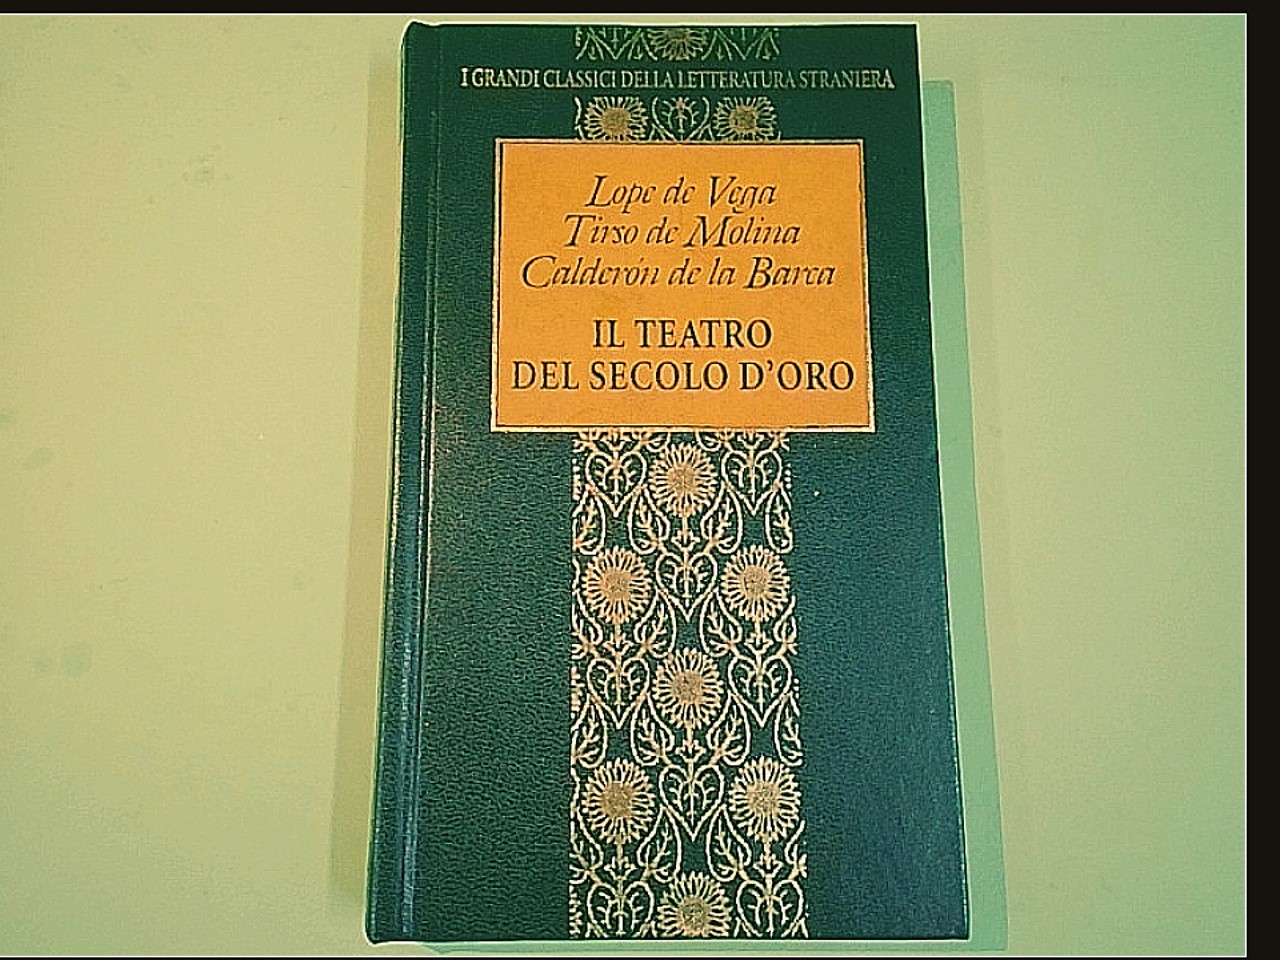 I GRANDI CLASSICI DELLA LETTERATURA STRANIERA
Lope de Vega
Tirso de Molina
Calderón de la Barca
IL TEATRO
DEL SECOLO D'ORO